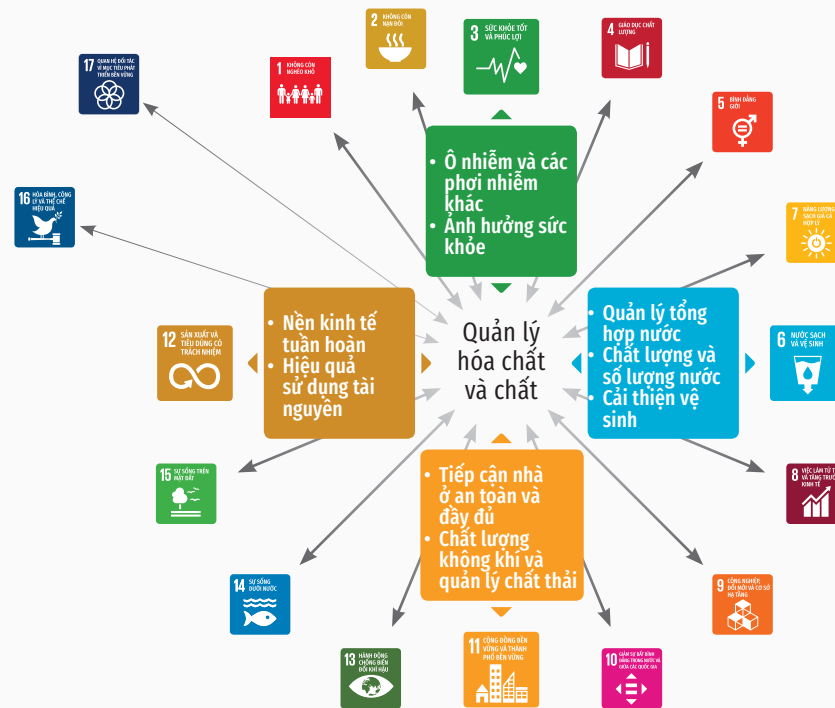 2 KHÔNG CÒN
NẠN ĐÓI
3 SỨC KHỎE TỐT
VÀ PHÚC LỢI
4 GIÁO DỤC CHẤT
LƯỢNG
17 QUAN HỆ ĐỐI TÁC
VÌ MỤC TIÊU PHÁT
TRIỂN BỀN VỮNG
1 KHÔNG CÒN
NGHÈO KHÓ
5 BÌNH ĐẲNG
GIỚI
• Ô nhiễm và các
phơi nhiễm
khác
• Ảnh hưởng sức
khỏe
16 HÒA BÌNH, CÔNG
LÝ VÀ THỂ CHẾ
HIỆU QUẢ
7 NĂNG LƯỢNG
SẠCH GIÁ CẢ
HỢP LÝ
12 SẢN XUẤT VÀ
TIÊU DÙNG CÓ
TRÁCH NHIỆM
• Nền kinh tế
tuần hoàn
• Hiệu quả
sử dụng tài
nguyên
Quản lý
hóa chất
và chất
• Quản lý tổng
hợp nước
• Chất lượng và
số lượng nước
• Cải thiện vệ
sinh
6 NƯỚC SẠCH
VÀ VỆ SINH
15 SỰ SỐNG TRÊN
MẶT ĐẤT
• Tiếp cận nhà
ở an toàn và
đầy đủ
• Chất lượng
không khí và
quản lý chất thải
8 VIỆC LÀM TỬ T
VÀ TĂNG TRƯỞ
KINH TẾ
14 SỰ SỐNG
DƯỚI NƯỚC
9 CÔNG NGHIỆP,
ĐỔI MỚI VÀ CƠ SỞ
HẠ TẦNG
13 HÀNH ĐỘNG
CHỐNG BIẾN
ĐỔI KHÍ HẬU
11 CỘNG ĐỒNG BỀN
VỮNG VÀ THÀNH
PHỐ BỀN VỮNG
10 GIẢM SỰ BẤT BÌNH
ĐẲNG TRONG NƯỚC VÀ
GIỮA CÁC QUỐC GIA